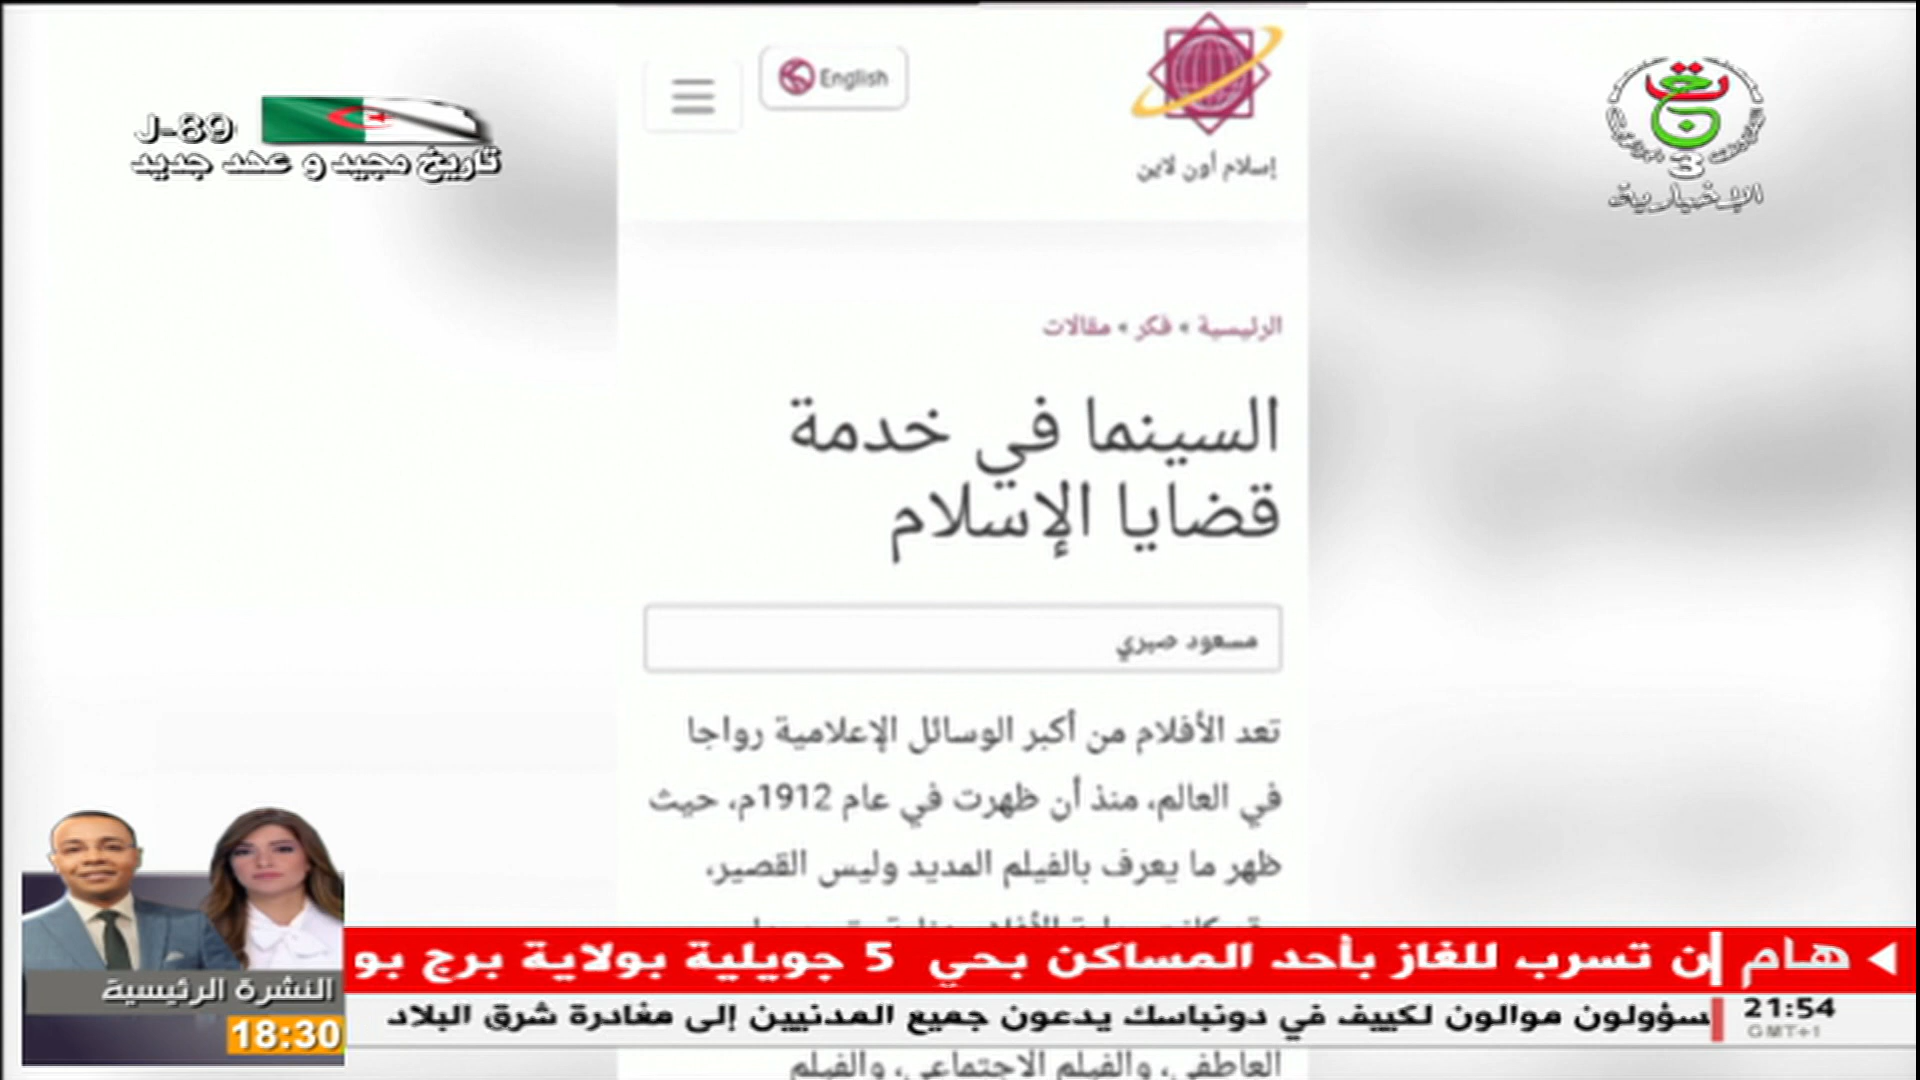 English
إسلام أون لاين
J-89
تاريخ مجيد و عهد جديد
3
الإخبارية
الرئيسية » فكر » مقالات
السينما في خدمة
قضايا الإسلام
مسعود صبري
تعد الأفلام من أكبر الوسائل الإعلامية رواجا
في العالم، منذ أن ظهرت في عام 1912م، حيث
ظهر ما يعرف بالفيلم المديد وليس القصير،
هام
ن تسرب للغاز بأحد المساكن بحي 5 جويلية بولاية برج بو
النشرة الرئيسية
18:30
21:54
GMT+1
سؤولون موالون لكييف في دونباسك يدعون جميع المدنيين إلى مغادرة شرق البلاد
العاطفي، والفيلم الاجتماعي، والفيلم